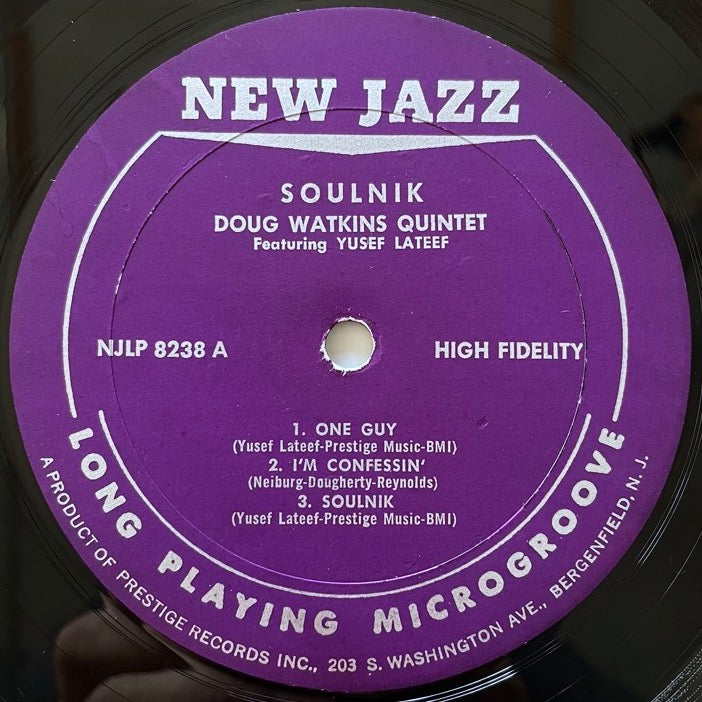 NEW JAZZ
SOULNIK
DOUG WATKINS QUINTET
Featuring YUSEF LATEEF
NJLP 8238 A
HIGH FIDELITY
1. ONE GUY
(Yusef Lateef-Prestige Music-BMI)
2. I'M CONFESSIN'
(Neiburg-Dougherty-Reynolds)
3. SOULNIK
(Yusef Lateef-Prestige Music-BMI)
LONG PLAYING MICROGROOVE
A PRODUCT OF PRESTIGE RECORDS INC., 203 S. WASHINGTON AVE., BERGENFIELD, N. J.